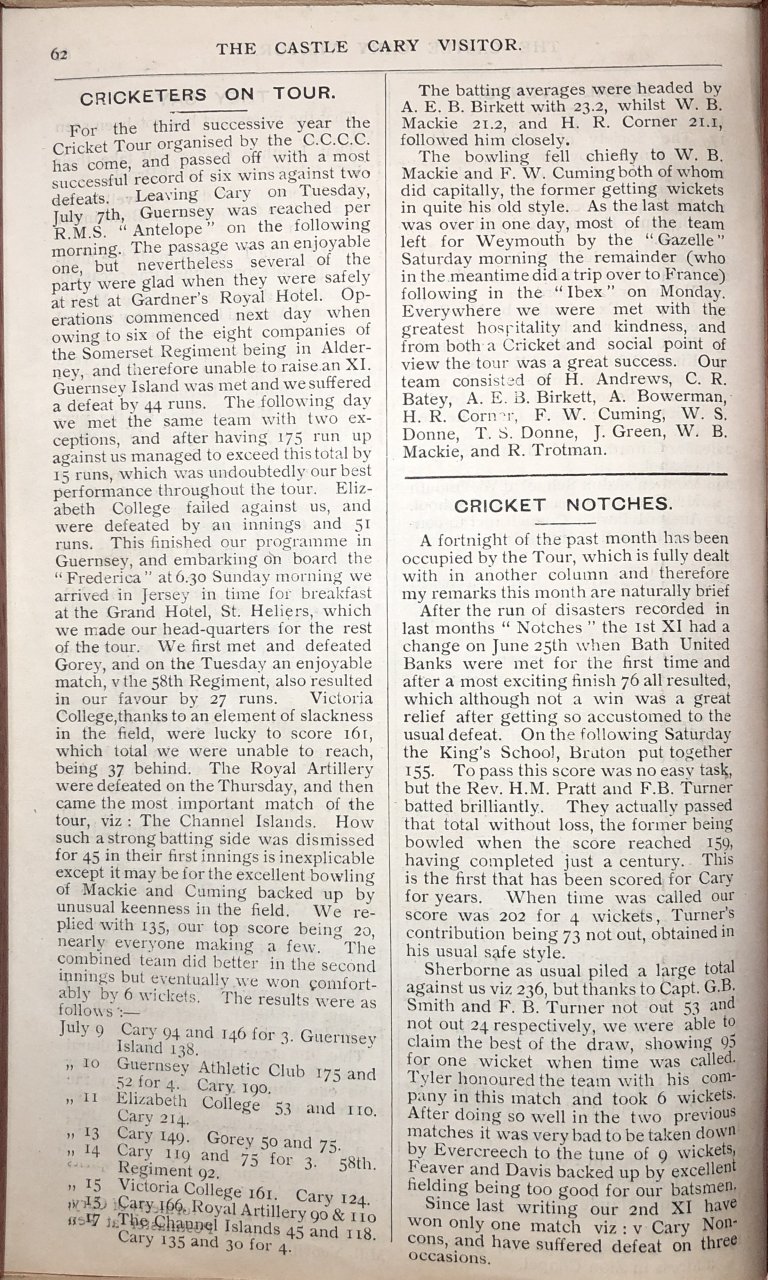 62
THE CASTLE CARY VISITOR.
CRICKETERS ON TOUR.
For the third successive year the
Cricket Tour organised by the C.C.C.C.
has come, and passed off with a most
successful record of six wins against two
defeats. Leaving Cary on Tuesday,
July 7th, Guernsey was reached per
R.M.S. "Antelope" on the following
morning. The passage was an enjoyable
one, but nevertheless several of the
party were glad when they were safely
at rest at Gardner's Royal Hotel. Op-
erations commenced next day when
owing to six of the eight companies of
the Somerset Regiment being in Alder-
ney, and therefore unable to raise an XI.
Guernsey Island was met and we suffered
a defeat by 44 runs. The following day
we met the same team with two ex-
ceptions, and after having 175 run up
against us managed to exceed this total by
15 runs, which was undoubtedly our best
performance throughout the tour. Eliz-
abeth College failed against us, and
were defeated by an innings and 51
runs. This finished our programme in
Guernsey, and embarking on board the
"Frederica" at 6.30 Sunday morning we
arrived in Jersey in time for breakfast
at the Grand Hotel, St. Heliers, which
we made our head-quarters for the rest
of the tour. We first met and defeated
Gorey, and on the Tuesday an enjoyable
match, v the 58th Regiment, also resulted
in our favour by 27 runs. Victoria
College,thanks to an element of slackness
in the field, were lucky to score 161,
which total we were unable to reach,
being 37 behind. The Royal Artillery
were defeated on the Thursday, and then
came the most important match of the
tour, viz : The Channel Islands. How
such a strong batting side was dismissed
for 45 in their first innings is inexplicable
except it may be for the excellent bowling
of Mackie and Cuming backed up by
unusual keenness in the field. We re-
plied with 135, our top score being 20,
nearly everyone making a few. The
combined team did better in the second
innings but eventually we won comfort-
ably by 6 wickets. The results were as
follows :—
July 9 Cary 94 and 146 for 3. Guernsey
Island 138.
„ 10 Guernsey Athletic Club 175 and
52 for 4. Cary 190.
„ 11 Elizabeth College 53 and 110.
Cary 214.
„ 13 Cary 149. Gorey 50 and 75.
„ 14 Cary 119 and 75 for 3. 58th.
Regiment 92.
„ 15 Victoria College 161. Cary 124.
„ 15 Cary 166. Royal Artillery 90 & 110
„ 17 The Channel Islands 45 and 118.
Cary 135 and 30 for 4.
The batting averages were headed by
A. E. B. Birkett with 23.2, whilst W. B.
Mackie 21.2, and H. R. Corner 21.1,
followed him closely.
The bowling fell chiefly to W. B.
Mackie and F. W. Cuming both of whom
did capitally, the former getting wickets
in quite his old style. As the last match
was over in one day, most of the team
left for Weymouth by the "Gazelle"
Saturday morning the remainder (who
in the meantime did a trip over to France)
following in the "Ibex" on Monday.
Everywhere we were met with the
greatest hospitality and kindness, and
from both a Cricket and social point of
view the tour was a great success. Our
team consisted of H. Andrews, C. R.
Batey, A. E. B. Birkett, A. Bowerman,
H. R. Corner, F. W. Cuming, W. S.
Donne, T. S. Donne, J. Green, W. B.
Mackie, and R. Trotman.
CRICKET NOTCHES.
A fortnight of the past month has been
occupied by the Tour, which is fully dealt
with in another column and therefore
my remarks this month are naturally brief
After the run of disasters recorded in
last months "Notches" the 1st XI had a
change on June 25th when Bath United
Banks were met for the first time and
after a most exciting finish 76 all resulted,
which although not a win was a great
relief after getting so accustomed to the
usual defeat. On the following Saturday
the King's School, Bruton put together
155. To pass this score was no easy task,
but the Rev. H.M. Pratt and F.B. Turner
batted brilliantly. They actually passed
that total without loss, the former being
bowled when the score reached 159,
having completed just a century. This
is the first that has been scored for Cary
for years. When time was called our
score was 202 for 4 wickets, Turner's
contribution being 73 not out, obtained in
his usual safe style.
Sherborne as usual piled a large total
against us viz 236, but thanks to Capt. G.B.
Smith and F. B. Turner not out 53 and
not out 24 respectively, we were able to
claim the best of the draw, showing 95
for one wicket when time was called.
Tyler honoured the team with his com-
pany in this match and took 6 wickets.
After doing so well in the two previous
matches it was very bad to be taken down
by Evercreech to the tune of 9 wickets,
Feaver and Davis backed up by excellent
fielding being too good for our batsmen.
Since last writing our 2nd XI have
won only one match viz : v Cary Non-
cons, and have suffered defeat on three
occasions.